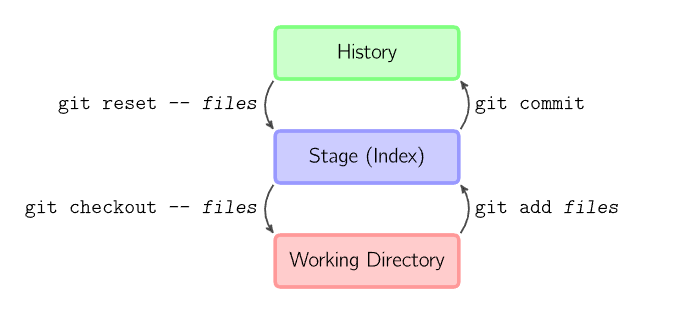 History
git reset -- files
git commit
Stage (Index)
git checkout -- files
git add files
Working Directory